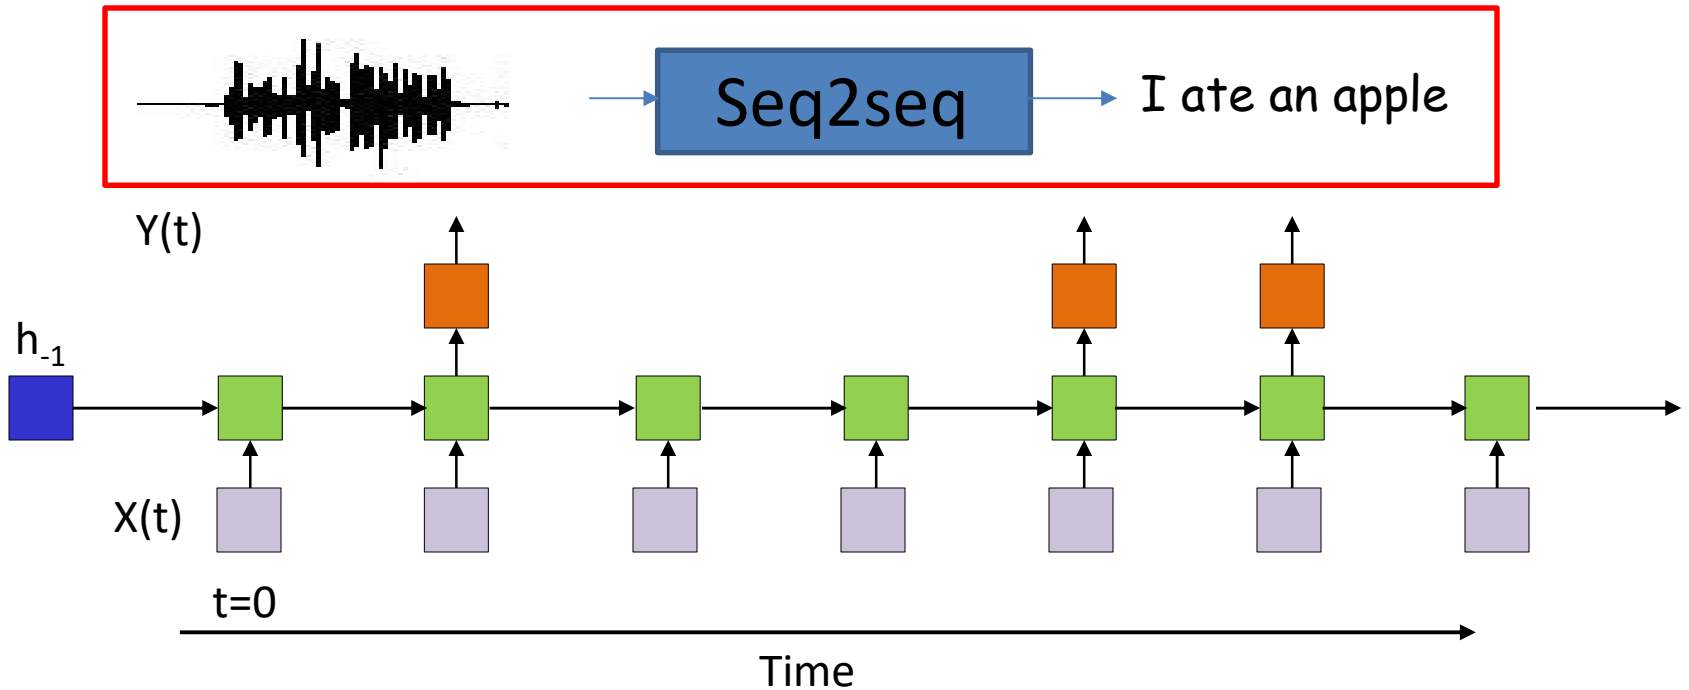 Seq2seq
I ate an apple
Y(t)
h-1
X(t)
t=0
Time